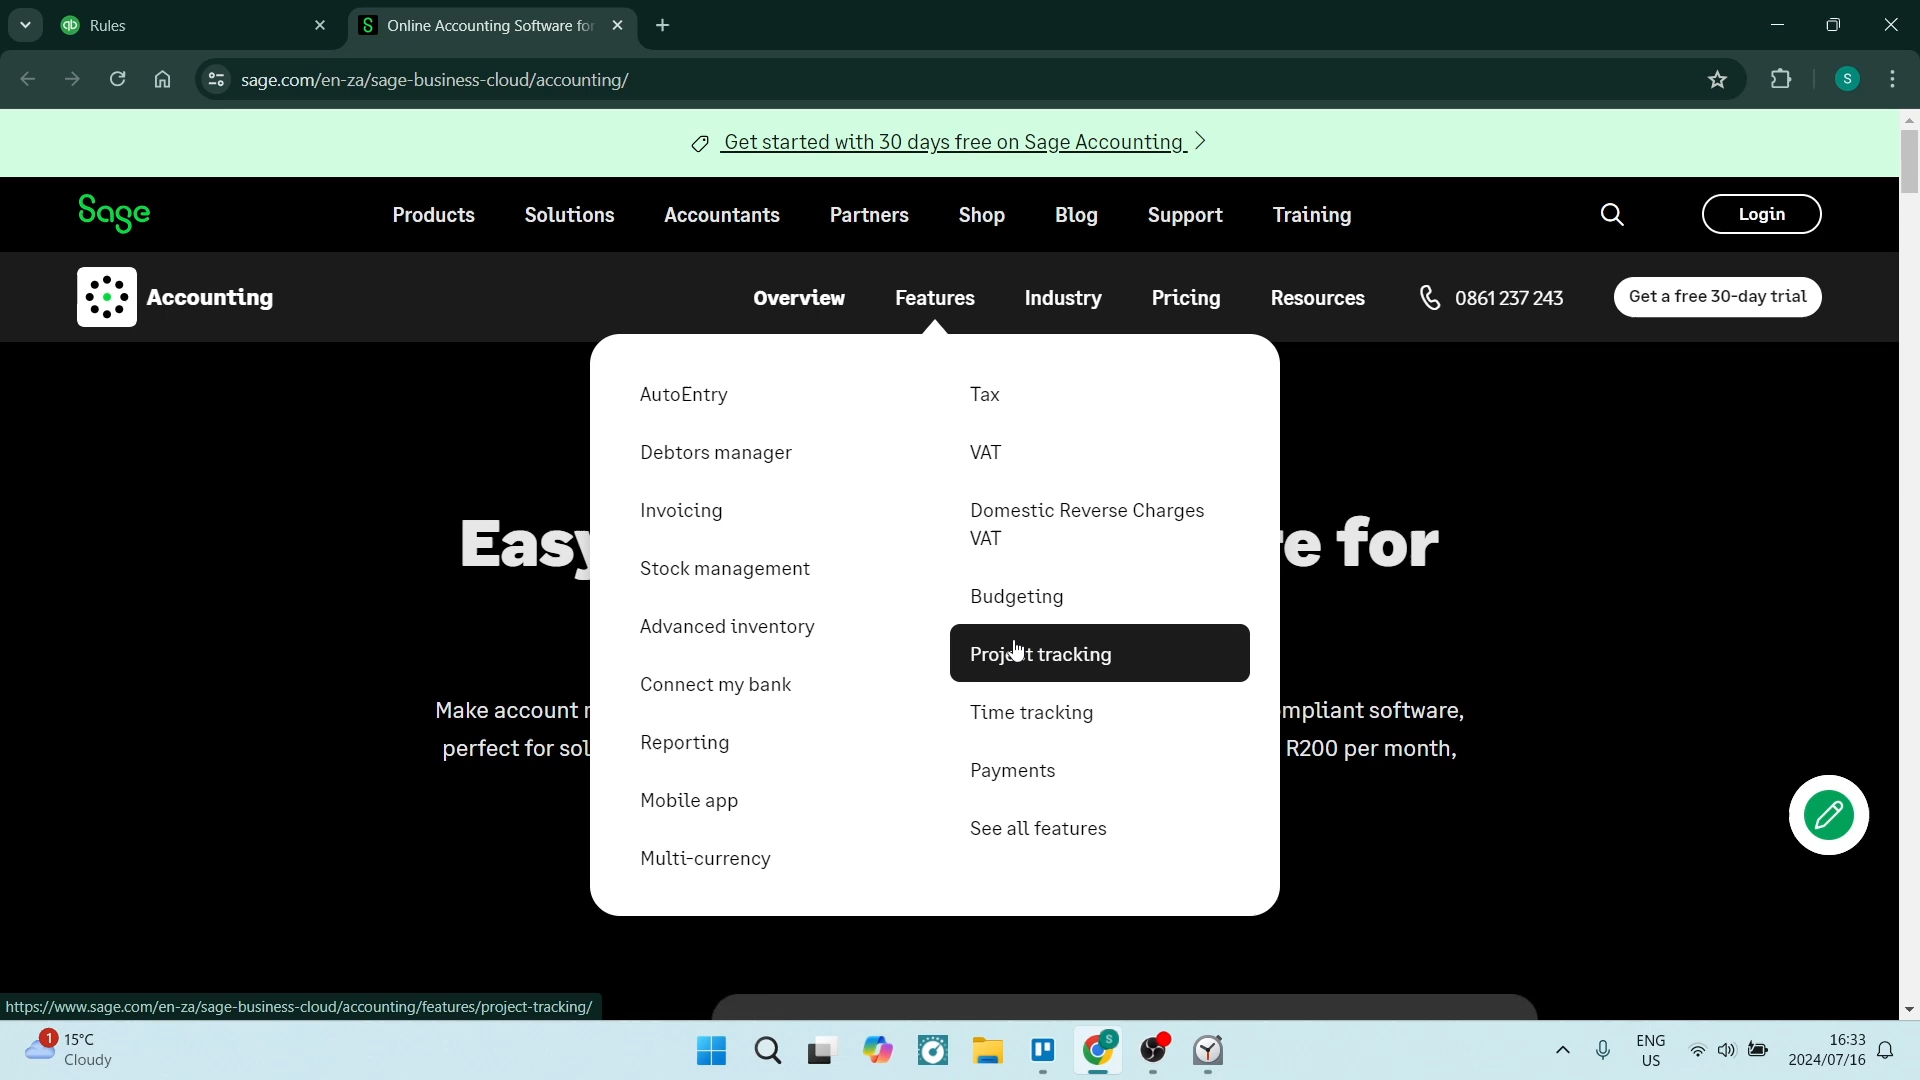 Rules
Online Accounting Software for
sage.com/en-za/sage-business-cloud/accounting/
S
Get started with 30 days free on Sage Accounting
Sage
Products
Solutions
Accountants
Partners
Shop
Blog
Support
Training
Login
Accounting
Overview
Features
Industry
Pricing
Resources
0861 237 243
Get a free 30-day trial
AutoEntry
Debtors manager
Invoicing
Stock management
Advanced inventory
Connect my bank
Reporting
Mobile app
Multi-currency
Tax
VAT
Domestic Reverse Charges
VAT
Budgeting
Project tracking
Time tracking
Payments
See all features
e for
Make account
mpliant software,
perfect for
R200 per month,
https://www.sage.com/en-za/sage-business-cloud/accounting/features/project-tracking/
1
15°C
Cloudy
S
ENG
US
16:33
2024/07/16